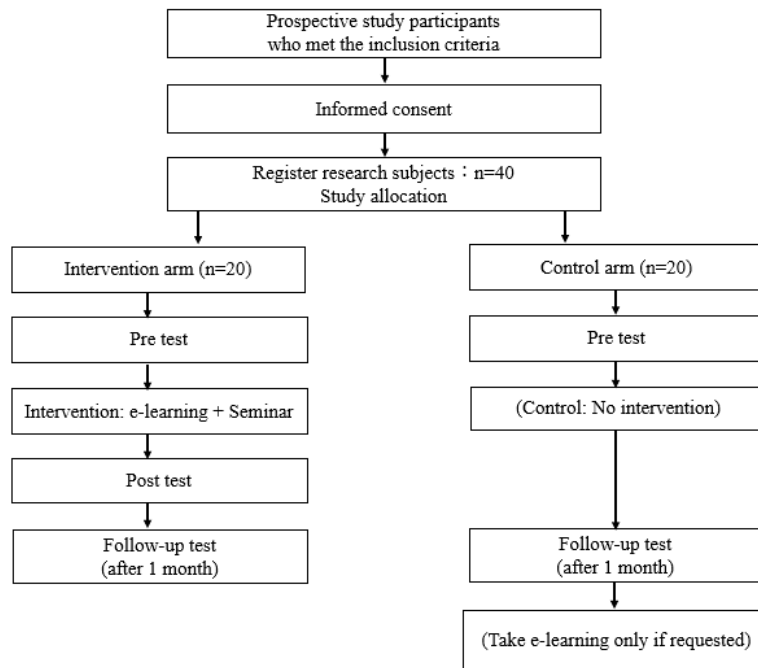 Prospective study participants
who met the inclusion criteria
Informed consent
Register research subjects：n=40
Study allocation
Intervention arm (n=20)
Pre test
Intervention: e-learning + Seminar
Post test
Follow-up test
(after 1 month)
Control arm (n=20)
Pre test
(Control: No intervention)
Follow-up test
(after 1 month)
(Take e-learning only if requested)